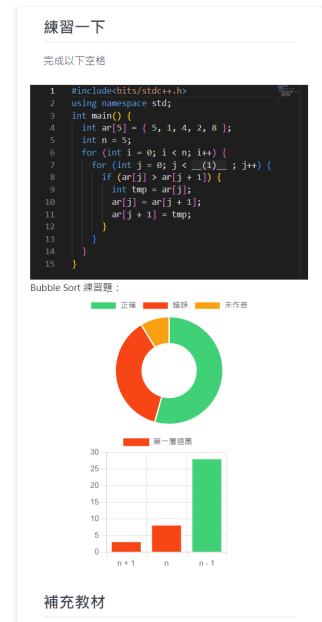 練習一下
完成以下空格
1 #include<bits/stdc++.h>
2 using namespace std;
3 int main() {
4 int ar[5] = { 5, 1, 4, 2, 8 };
5 int n = 5;
6 for (int i = 0; i < n; i++) {
7 for (int j = 0; j < __(1)__ ; j++) {
8 if (ar[j] > ar[j + 1]) {
9 int tmp = ar[j];
10 ar[j] = ar[j + 1];
11 ar[j + 1] = tmp;
12 }
13 }
14 }
15 }
Bubble Sort 練習題：
正確 錯誤 未作答
第一層迴圈
30
25
20
15
10
5
0
n + 1 n n - 1
補充教材